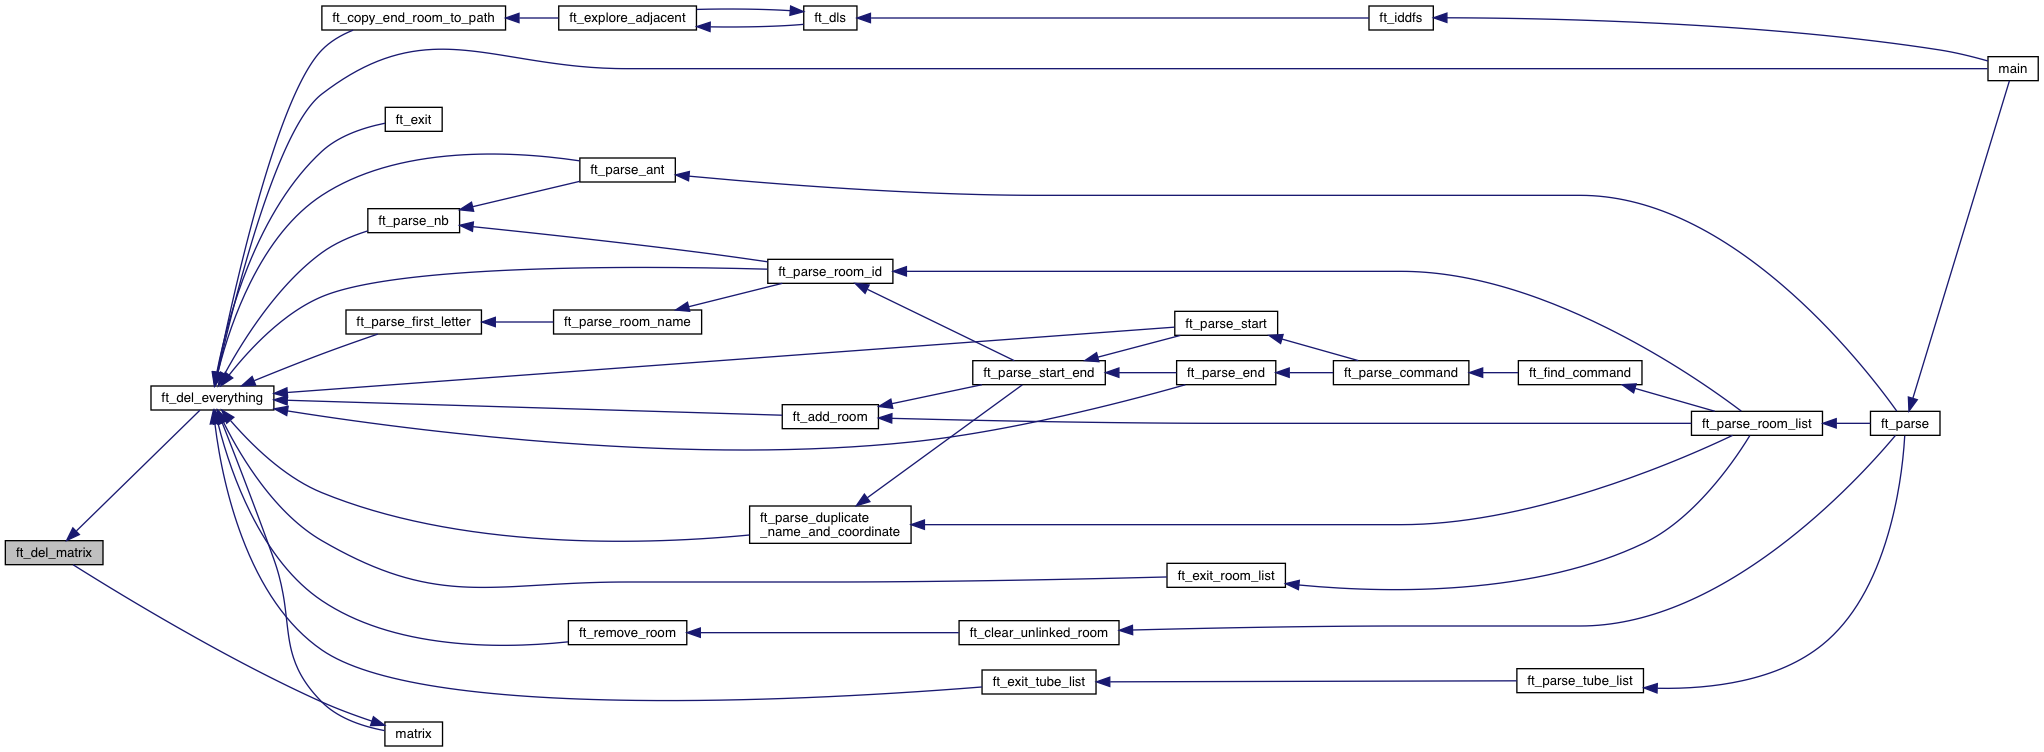 ft_copy_end_room_to_path
ft_explore_adjacent
ft_dls
ft_iddfs
main
ft_exit
ft_parse_ant
ft_parse_nb
ft_parse_room_id
ft_parse_first_letter
ft_parse_room_name
ft_parse_start
ft_parse_start_end
ft_parse_end
ft_parse_command
ft_find_command
ft_del_everything
ft_add_room
ft_parse_room_list
ft_parse
ft_parse_duplicate
_name_and_coordinate
ft_del_matrix
ft_exit_room_list
ft_remove_room
ft_clear_unlinked_room
ft_exit_tube_list
ft_parse_tube_list
matrix